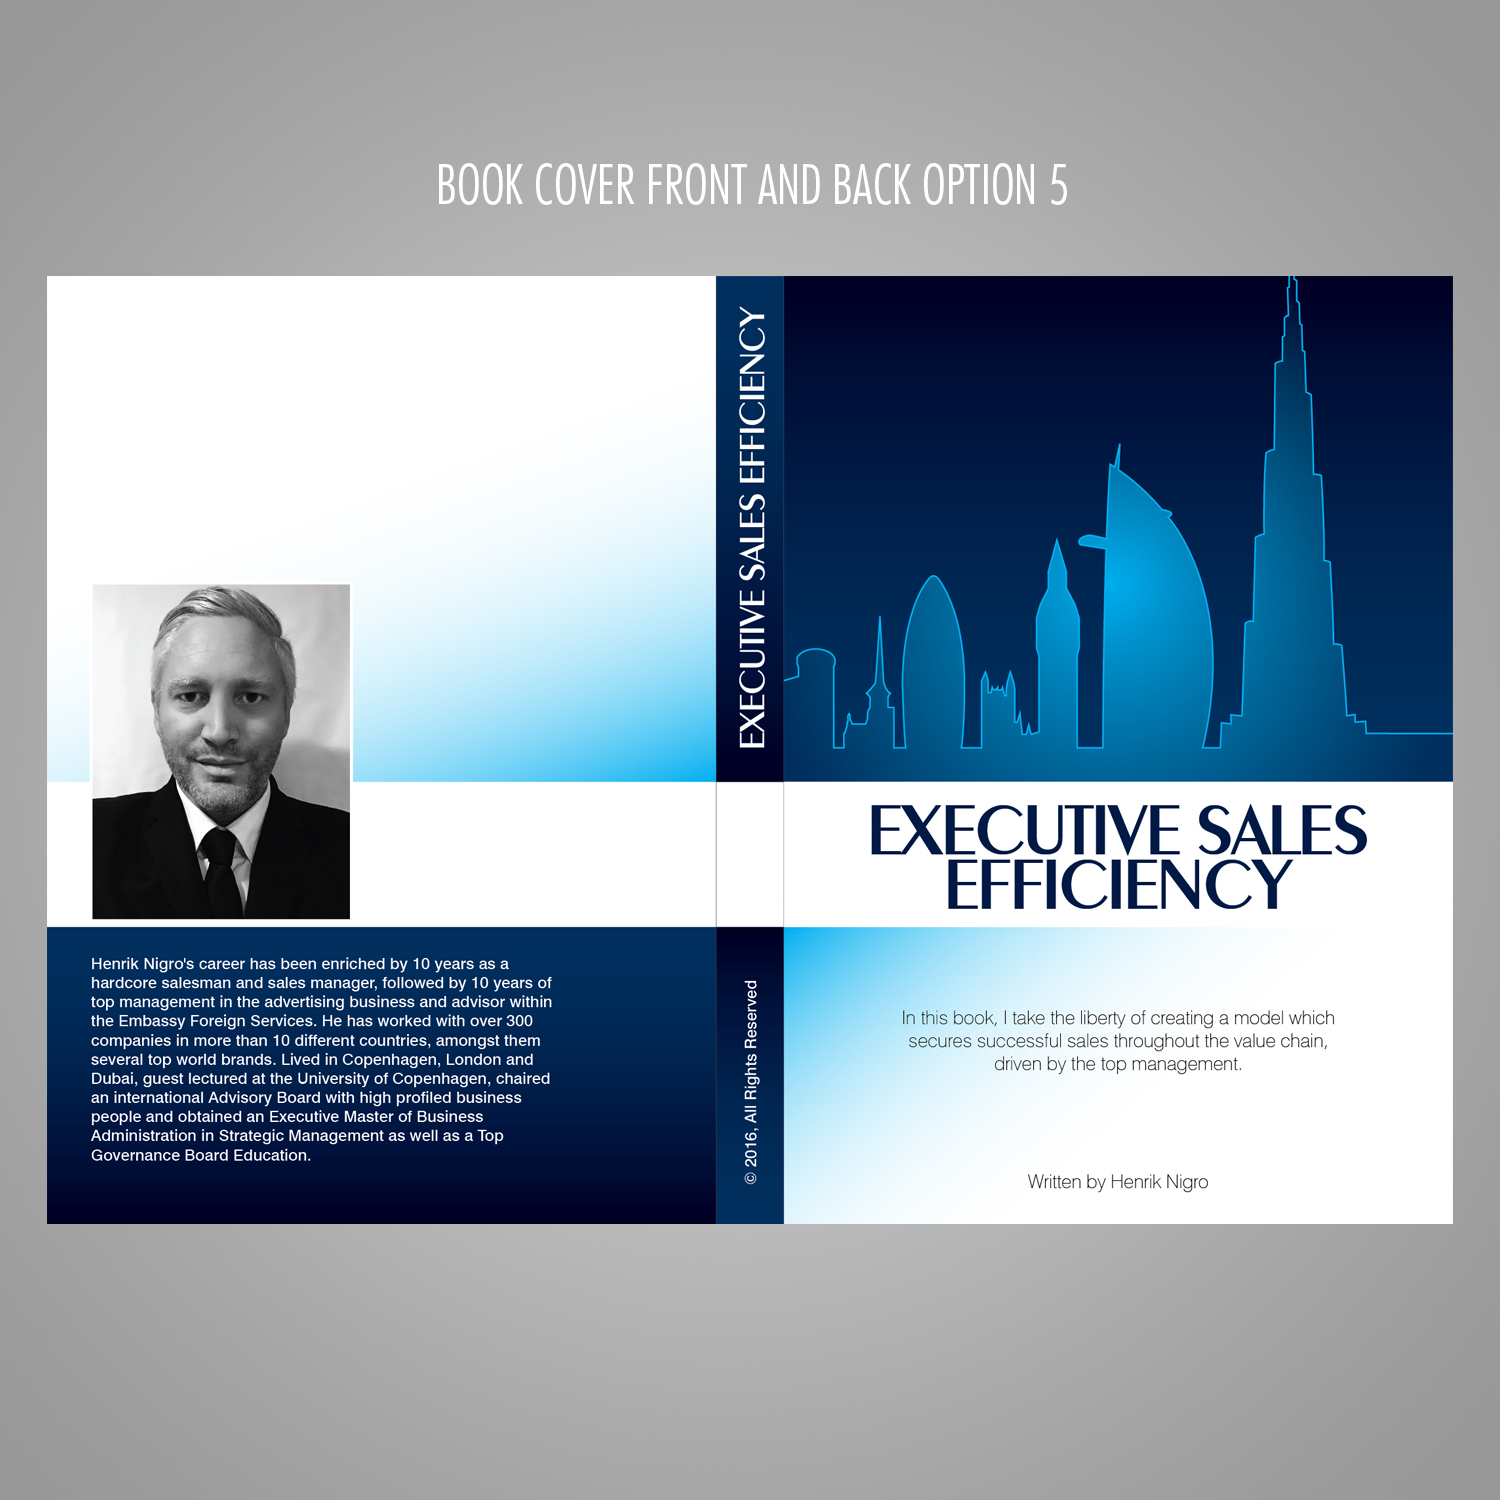 BOOK COVER FRONT AND BACK OPTION 5
Henrik Nigro's career has been enriched by 10 years as a
hardcore salesman and sales manager, followed by 10 years of
top management in the advertising business and advisor within
the Embassy Foreign Services. He has worked with over 300
companies in more than 10 different countries, amongst them
several top world brands. Lived in Copenhagen, London and
Dubai, guest lectured at the University of Copenhagen, chaired
an international Advisory Board with high profiled business
people and obtained an Executive Master of Business
Administration in Strategic Management as well as a Top
Governance Board Education.
EXECUTIVE SALES EFFICIENCY
© 2016, All Rights Reserved
EXECUTIVE SALES
EFFICIENCY
In this book, I take the liberty of creating a model which
secures successful sales throughout the value chain,
driven by the top management.
Written by Henrik Nigro